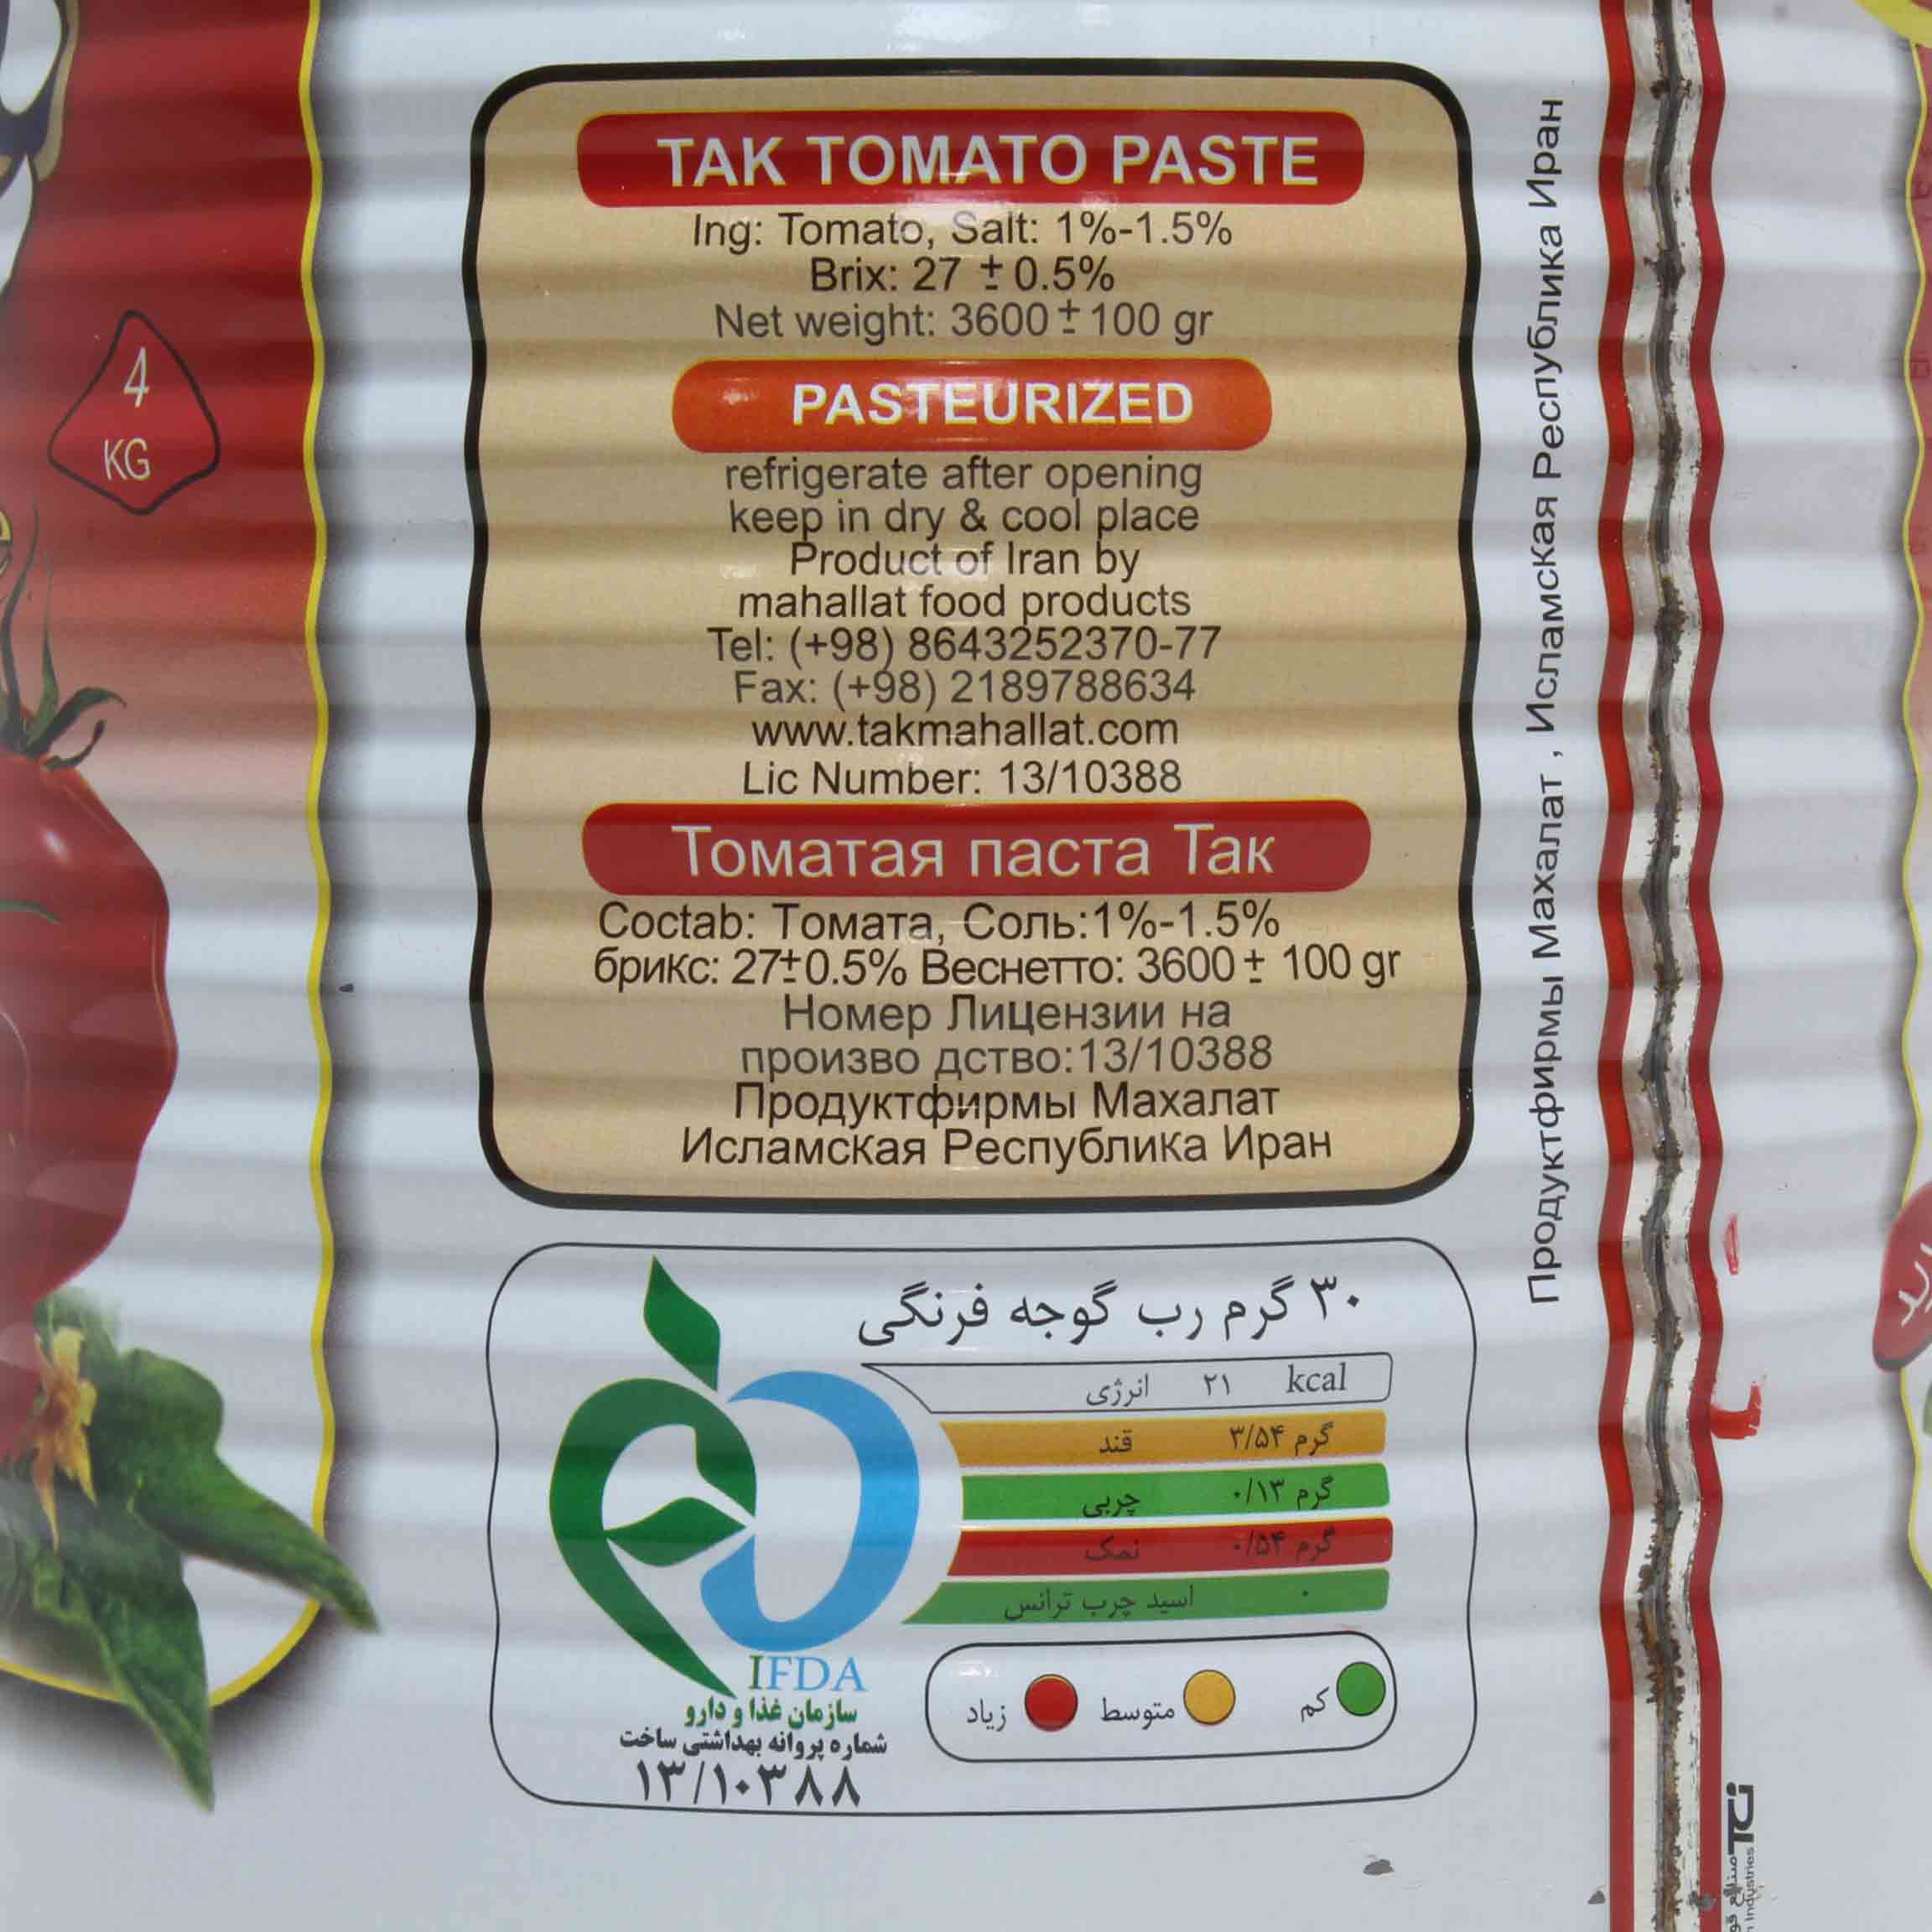 4
KG
TAK TOMATO PASTE
Ing: Tomato, Salt: 1%-1.5%
Brix: 27 ± 0.5%
Net weight: 3600 ± 100 gr
PASTEURIZED
refrigerate after opening
keep in dry & cool place
Product of Iran by
mahallat food products
Tel: (+98) 8643252370-77
Fax: (+98) 2189788634
www.takmahallat.com
Lic Number: 13/10388
Томатая паста Так
Coctab: Томата, Соль:1%-1.5%
брикс: 27±0.5% Веснетто: 3600 ± 100 gr
Номер Лицензии на
произво дство:13/10388
Продуктфирмы Махалат
Исламская Республика Иран
Продуктфирмы Махалат , Исламская Республика Иран
۳۰ گرم رب گوجه فرنگی
انرژی ۲۱ kcal
قند ۳/۵۴ گرم
چربی ۰/۱۳ گرم
نمک ۰/۵۴ گرم
اسید چرب ترانس ۰
کم متوسط زیاد
IFDA
سازمان غذا و دارو
شماره پروانه بهداشتی ساخت
۱۳/۱۰۳۸۸
صنایع
Industries